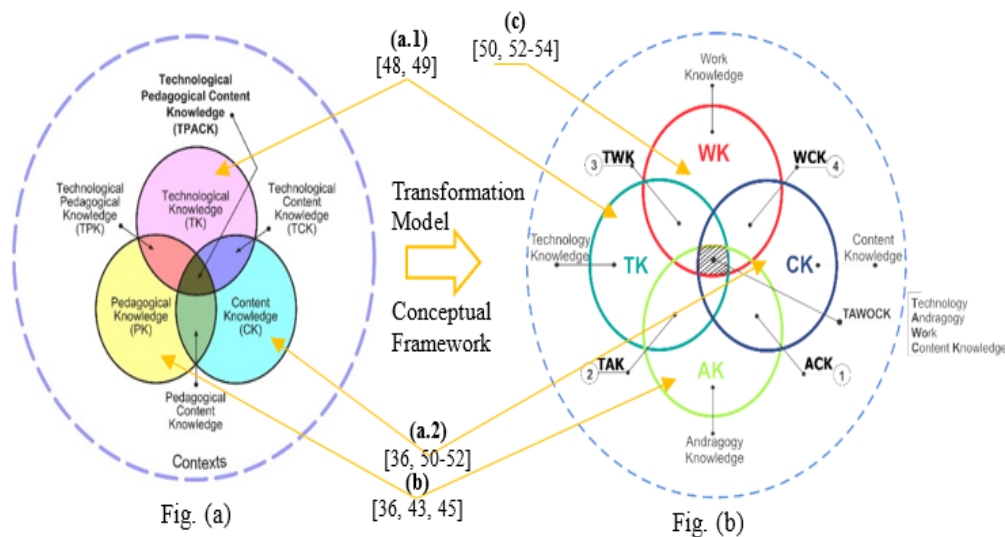 (a.1)
[48, 49]
(c)
[50, 52-54]
Technological
Pedagogical Content
Knowledge
(TPACK)
Technological
Pedagogical
Knowledge
(TPK)
Technological
Knowledge
(TK)
Technological
Content
Knowledge
(TCK)
Pedagogical
Knowledge
(PK)
Content
Knowledge
(CK)
Pedagogical
Content
Knowledge
Contexts
Fig. (a)
Transformation
Model
Conceptual
Framework
(a.2)
[36, 50-52]
(b)
[36, 43, 45]
Work
Knowledge
WK
TWK
3
WCK
4
Technology
Knowledge
TK
CK
Content
Knowledge
TAWOCK
Technology
Andragogy
Work
Content Knowledge
TAK
2
ACK
1
AK
Andragogy
Knowledge
Fig. (b)